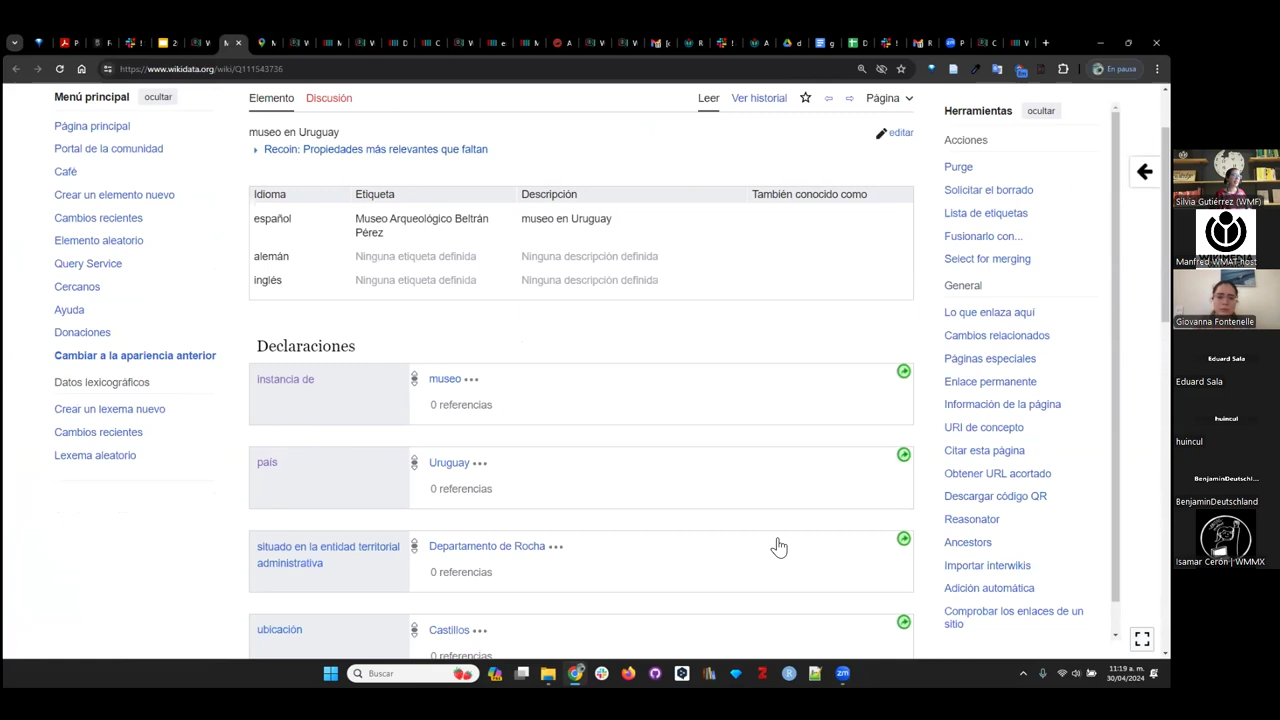 https://www.wikidata.org/wiki/Q111543736
En pausa
Menú principal ocultar
Página principal
Portal de la comunidad
Café
Crear un elemento nuevo
Cambios recientes
Elemento aleatorio
Query Service
Cercanos
Ayuda
Donaciones
Cambiar a la apariencia anterior
Datos lexicográficos
Crear un lexema nuevo
Cambios recientes
Lexema aleatorio
Elemento Discusión Leer Ver historial Página
museo en Uruguay editar
Recoin: Propiedades más relevantes que faltan
Idioma Etiqueta Descripción También conocido como
español Museo Arqueológico Beltrán museo en Uruguay
Pérez
alemán Ninguna etiqueta definida Ninguna descripción definida
inglés Ninguna etiqueta definida Ninguna descripción definida
Declaraciones
instancia de museo
0 referencias
país Uruguay
0 referencias
situado en la entidad territorial Departamento de Rocha
administrativa
0 referencias
ubicación Castillos
0 referencias
Herramientas ocultar
Acciones
Purge
Solicitar el borrado
Lista de etiquetas
Fusionarlo con...
Select for merging
General
Lo que enlaza aquí
Cambios relacionados
Páginas especiales
Enlace permanente
Información de la página
URI de concepto
Citar esta página
Obtener URL acortado
Descargar código QR
Reasonator
Ancestors
Importar interwikis
Adición automática
Comprobar los enlaces de un
sitio
Silvia Gutiérrez (WMF)
WIKIMEDIA
Manfred WMAT host
Giovanna Fontenelle
Eduard Sala
Eduard Sala
huincul
huincul
BenjaminDeutschl...
BenjaminDeutschland
Isamar Cerón | WMMX
Buscar
11:19 a. m.
30/04/2024